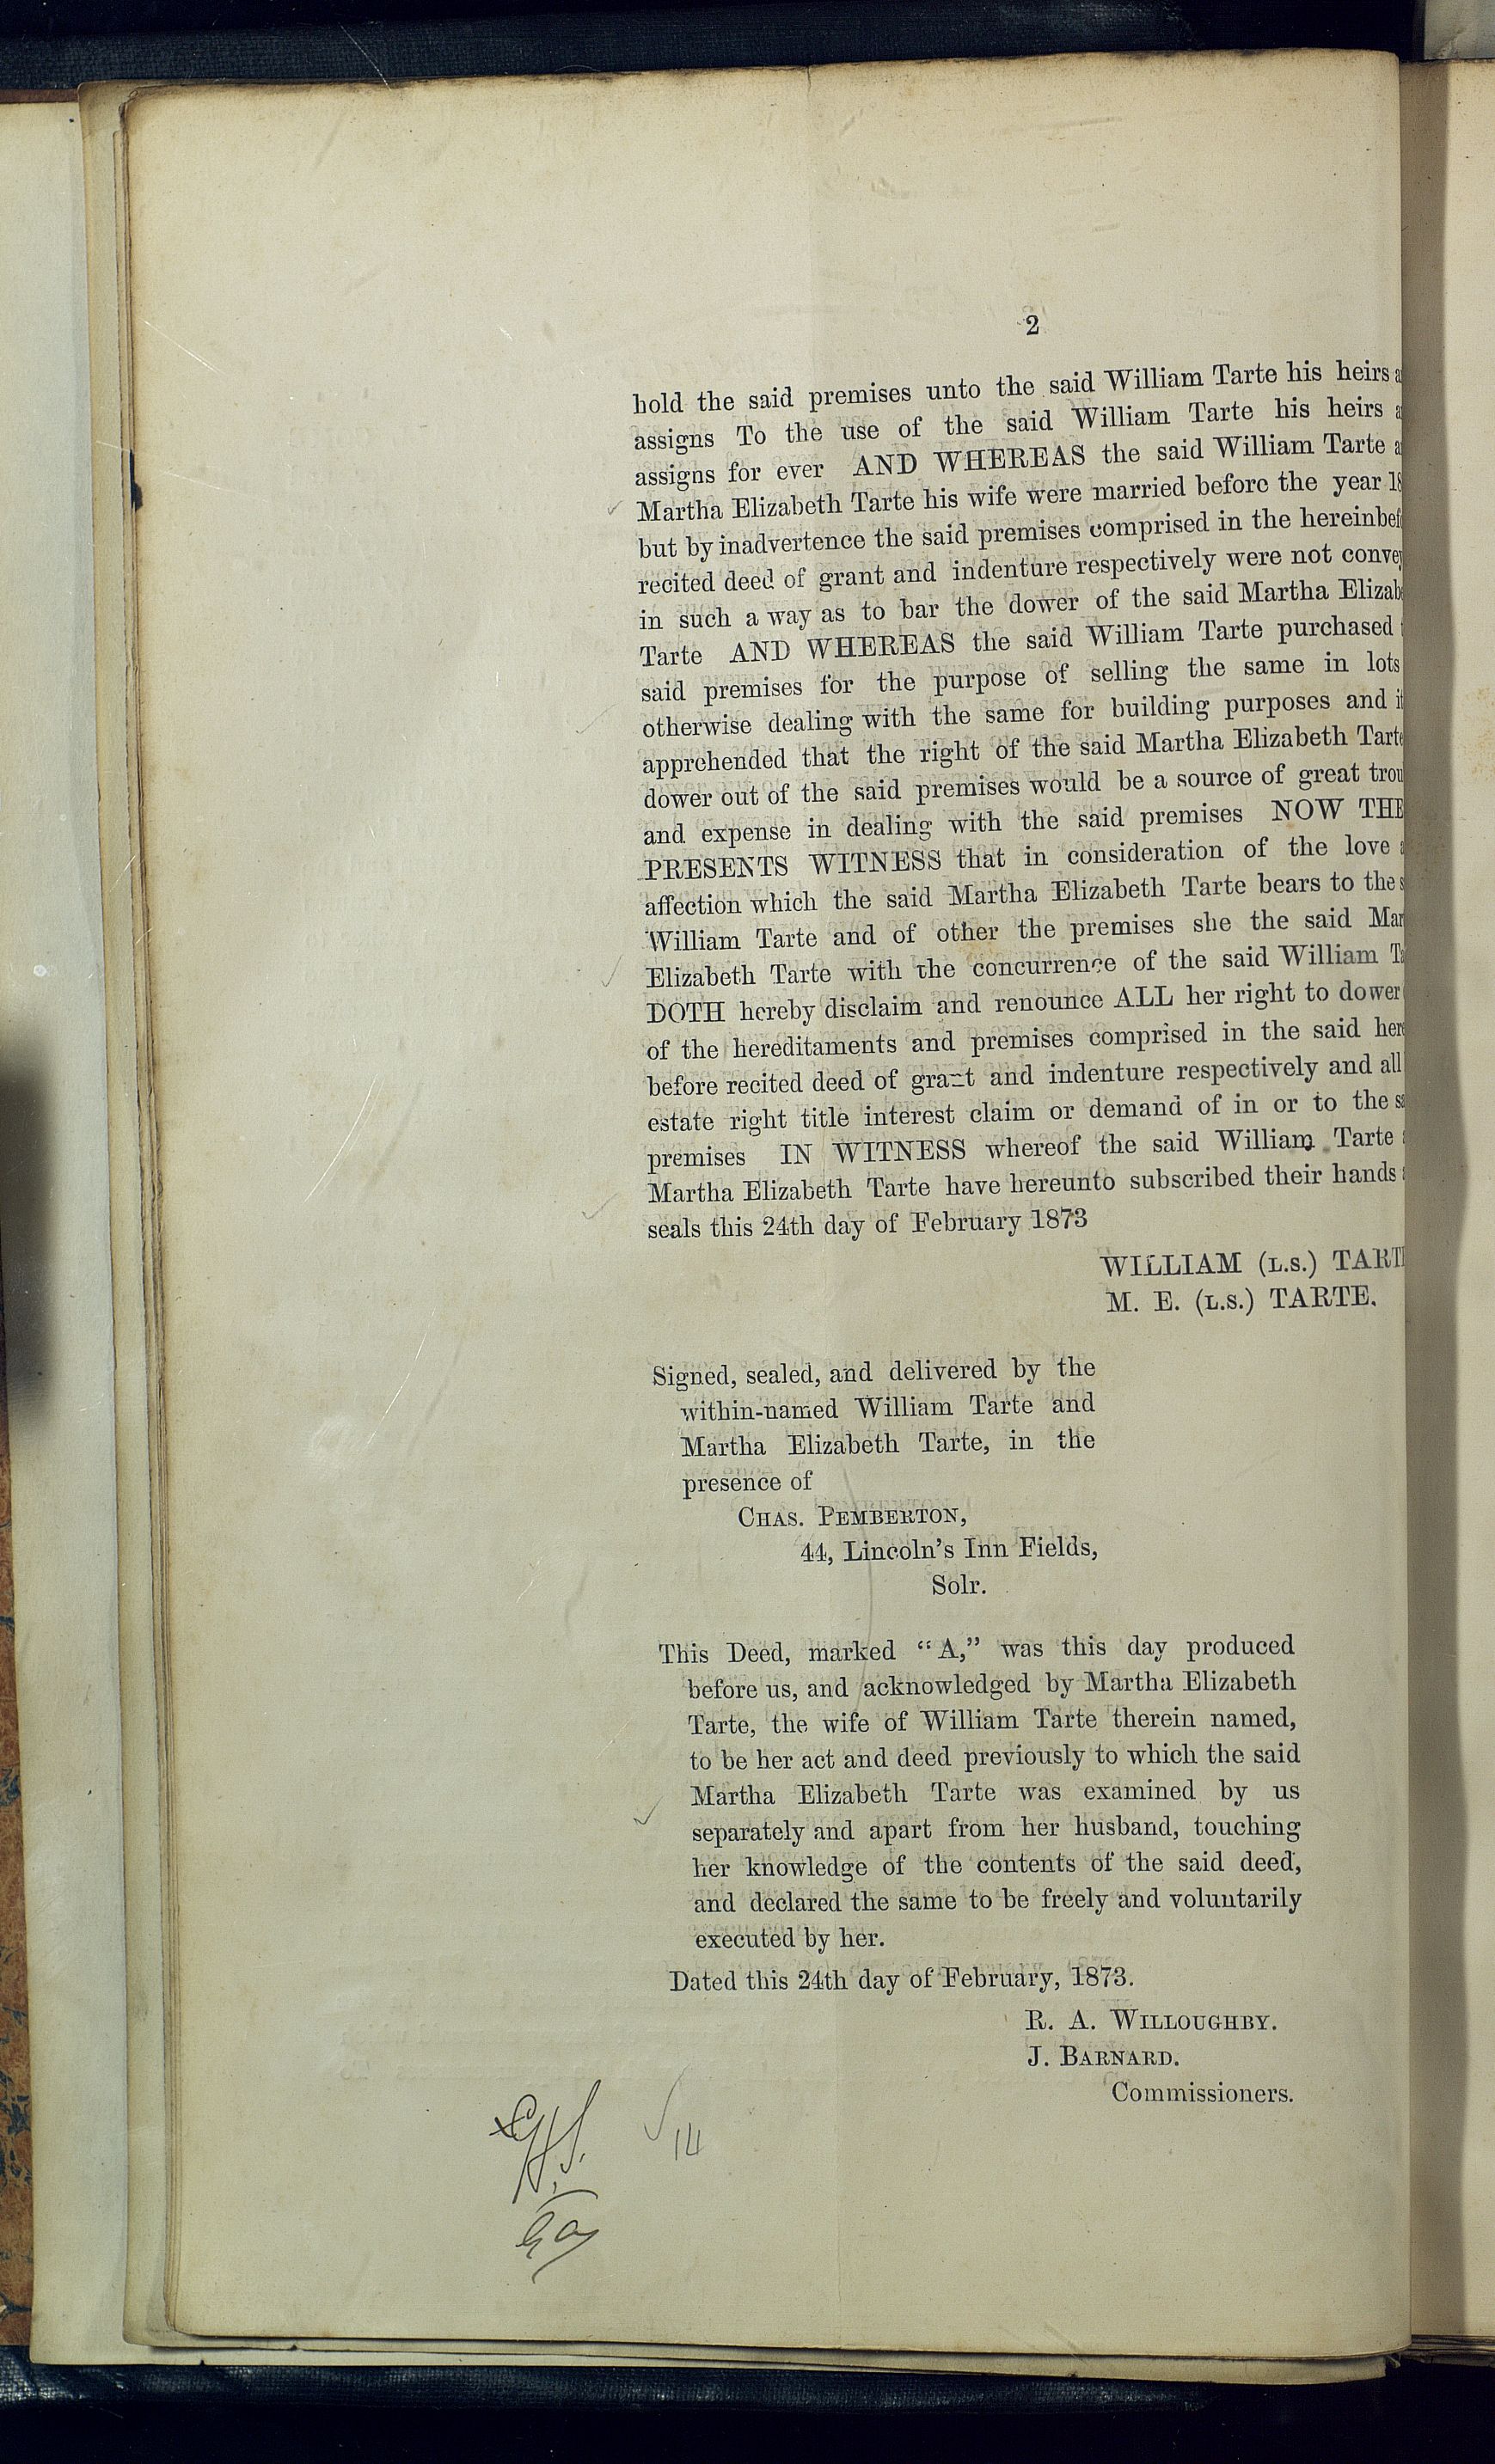 2
hold the said premises unto the said William Tarte his heirs
assigns To the use of the said William Tarte his heirs
assigns for ever AND WHEREAS the said William Tarte
Martha Elizabeth Tarte his wife were married before the year 18
but by inadvertence the said premises comprised in the hereinbef
recited deed of grant and indenture respectively were not conve
in such a way as to bar the dower of the said Martha Elizab
Tarte AND WHEREAS the said William Tarte purchased
said premises for the purpose of selling the same in lots
otherwise dealing with the same for building purposes and i
apprehended that the right of the said Martha Elizabeth Tarte
dower out of the said premises would be a source of great trou
and expense in dealing with the said premises NOW THE
PRESENTS WITNESS that in consideration of the love
affection which the said Martha Elizabeth Tarte bears to the s
William Tarte and of other the premises she the said Mar
Elizabeth Tarte with the concurrence of the said William Ta
DOTH hereby disclaim and renounce ALL her right to dower
of the hereditaments and premises comprised in the said here
before recited deed of grant and indenture respectively and all
estate right title interest claim or demand of in or to the sa
premises IN WITNESS whereof the said William Tarte
Martha Elizabeth Tarte have hereunto subscribed their hands
seals this 24th day of February 1873
WILLIAM (L.S.) TARTE
M. E. (L.S.) TARTE.
Signed, sealed, and delivered by the
within-named William Tarte and
Martha Elizabeth Tarte, in the
presence of
CHAS. PEMBERTON,
44, Lincoln's Inn Fields,
Solr.
This Deed, marked "A," was this day produced
before us, and acknowledged by Martha Elizabeth
Tarte, the wife of William Tarte therein named,
to be her act and deed previously to which the said
Martha Elizabeth Tarte was examined by us
separately and apart from her husband, touching
her knowledge of the contents of the said deed,
and declared the same to be freely and voluntarily
executed by her.
Dated this 24th day of February, 1873.
R. A. WILLOUGHBY.
J. BARNARD.
Commissioners.
14